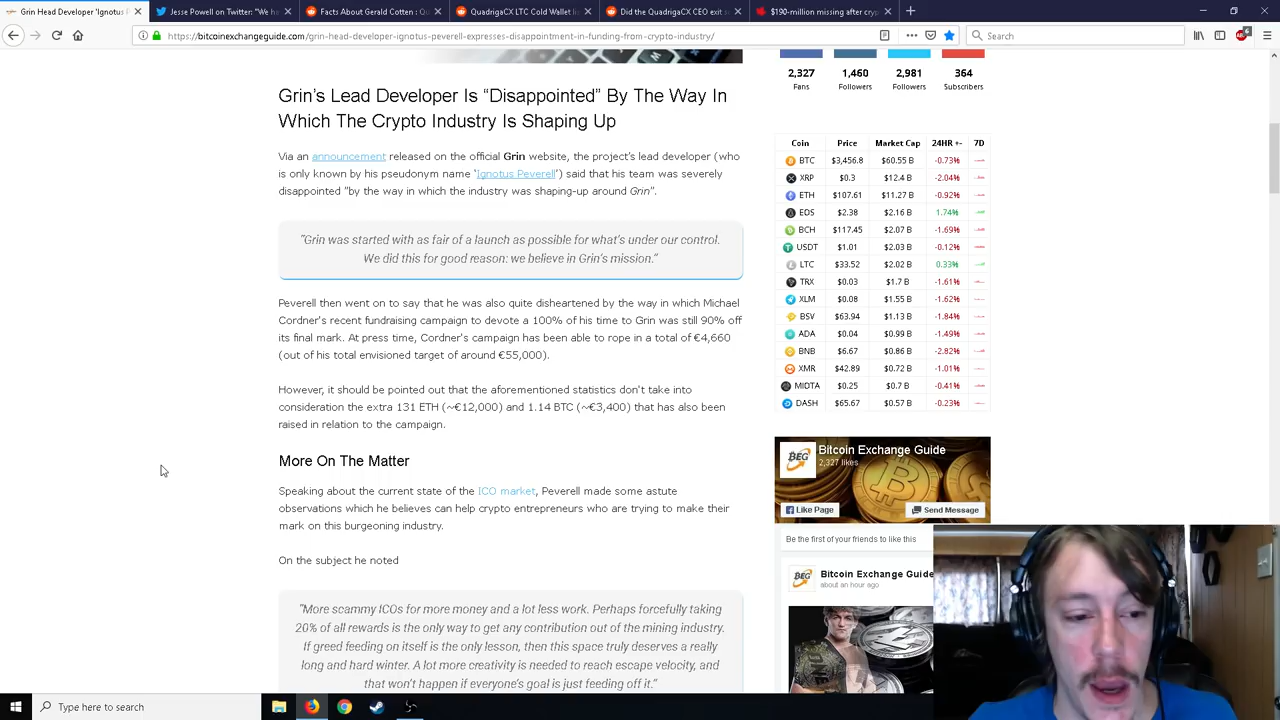 Grin Head Developer 'Ignotus P
Jesse Powell on Twitter: "We h
Facts About Gerald Cotten : Qu
QuadrigaCX LTC Cold Wallet
Did the QuadrigaCX CEO exit s
$190-million missing after cryp
https://bitcoinexchangeguide.com/grin-head-developer-ignotus-peverell-expresses-disappointment-in-funding-from-crypto-industry/
Search
2,327 1,460 2,981 364
Fans Followers Followers Subscribers
Grin's Lead Developer Is “Disappointed” By The Way In
Which The Crypto Industry Is Shaping Up
Via an announcement released on the official Grin website, the project's lead developer (who
is only known by his pseudonym name 'Ignotus Peverell') said that his team was severely
disappointed "by the way in which the industry was shaping-up around Grin".
"Grin was started with as fair of a launch as possible for what's under our control.
We did this for good reason: we believe in Grin's mission."
Peverell then went on to say that he was also quite disheartened by the way in which Michael
Cordner's recent fundraising campaign to devote a 100% of his time to Grin was still 90% off
its final mark. At press time, Cordner's campaign has been able to rope in a total of €4,660
(out of his total envisioned target of around €55,000).
However, it should be pointed out that the aforementioned statistics don't take into
consideration the extra 131 ETH (~€12,000) and 1.14 BTC (~€3,400) that has also been
raised in relation to the campaign.
More On The Matter
Speaking about the current state of the ICO market, Peverell made some astute
observations which he believes can help crypto entrepreneurs who are trying to make their
mark on this burgeoning industry.
On the subject he noted
"More scammy ICOs for more money and a lot less work. Perhaps forcefully taking
20% of all rewards is the only way to get any contribution out of the mining industry.
If greed feeding on itself is the only lesson, then this space truly deserves a really
long and hard winter. A lot more creativity is needed to reach escape velocity, and
that won't happen if everyone's goal is just feeding off it."
Coin Price Market Cap 24HR +- 7D
BTC $3,456.8 $60.55 B -0.73%
XRP $0.3 $12.4 B -2.04%
ETH $107.61 $11.27 B -0.92%
EDS $2.38 $2.16 B 1.74%
BCH $117.45 $2.07 B -1.69%
USDT $1.01 $2.03 B -0.12%
LTC $33.52 $2.02 B 0.33%
TRX $0.03 $1.7 B -1.61%
XLM $0.08 $1.55 B -1.62%
BSV $63.94 $1.13 B -1.84%
ADA $0.04 $0.99 B -1.49%
BNB $6.67 $0.86 B -2.82%
XMR $42.89 $0.72 B -1.01%
MIDTA $0.25 $0.7 B -0.41%
DASH $65.67 $0.57 B -0.23%
BEG
Bitcoin Exchange Guide
2,327 likes
Like Page
Send Message
Be the first of your friends to like this
BEG
Bitcoin Exchange Guide
about an hour ago
Type here to search